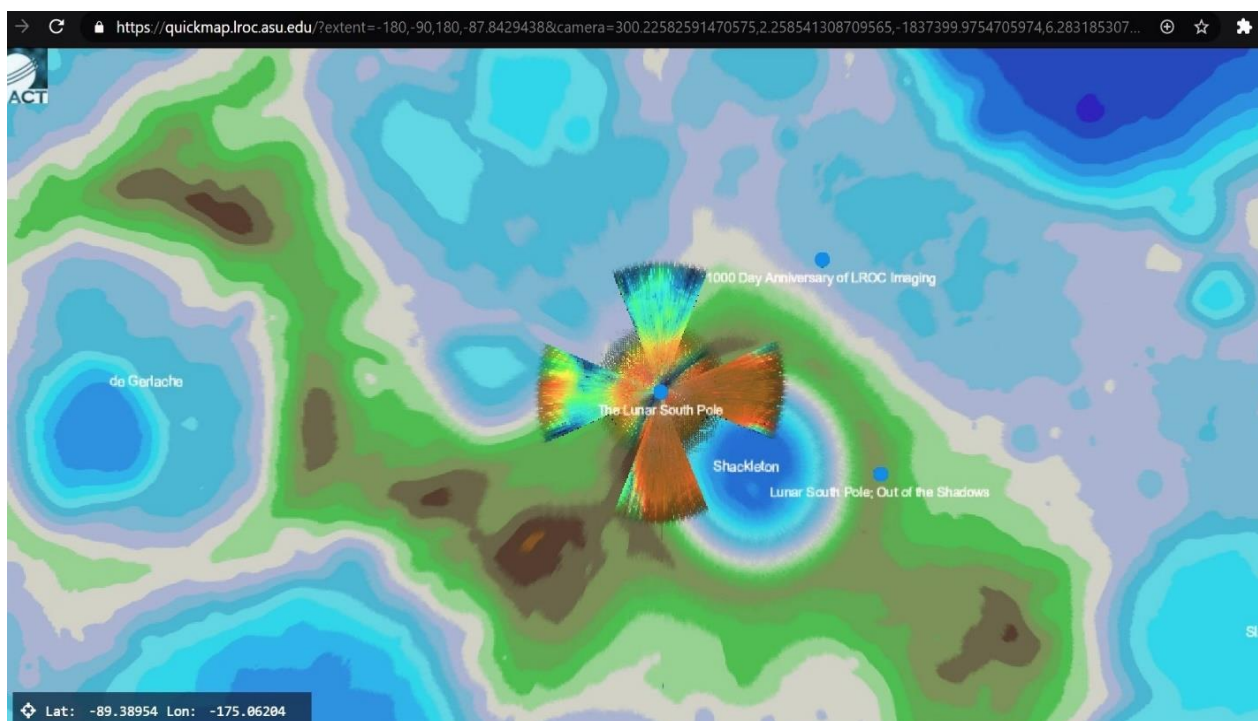 https://quickmap.lroc.asu.edu/?extent=-180,-90,180,-87.8429438&camera=300.22582591470575,2.258541308709565,-1837399.9754705974,6.283185307...
ACT
1000 Day Anniversary of LROC Imaging
de Gerlache
The Lunar South Pole
Shackleton
Lunar South Pole; Out of the Shadows
Sl
Lat: -89.38954 Lon: -175.06204